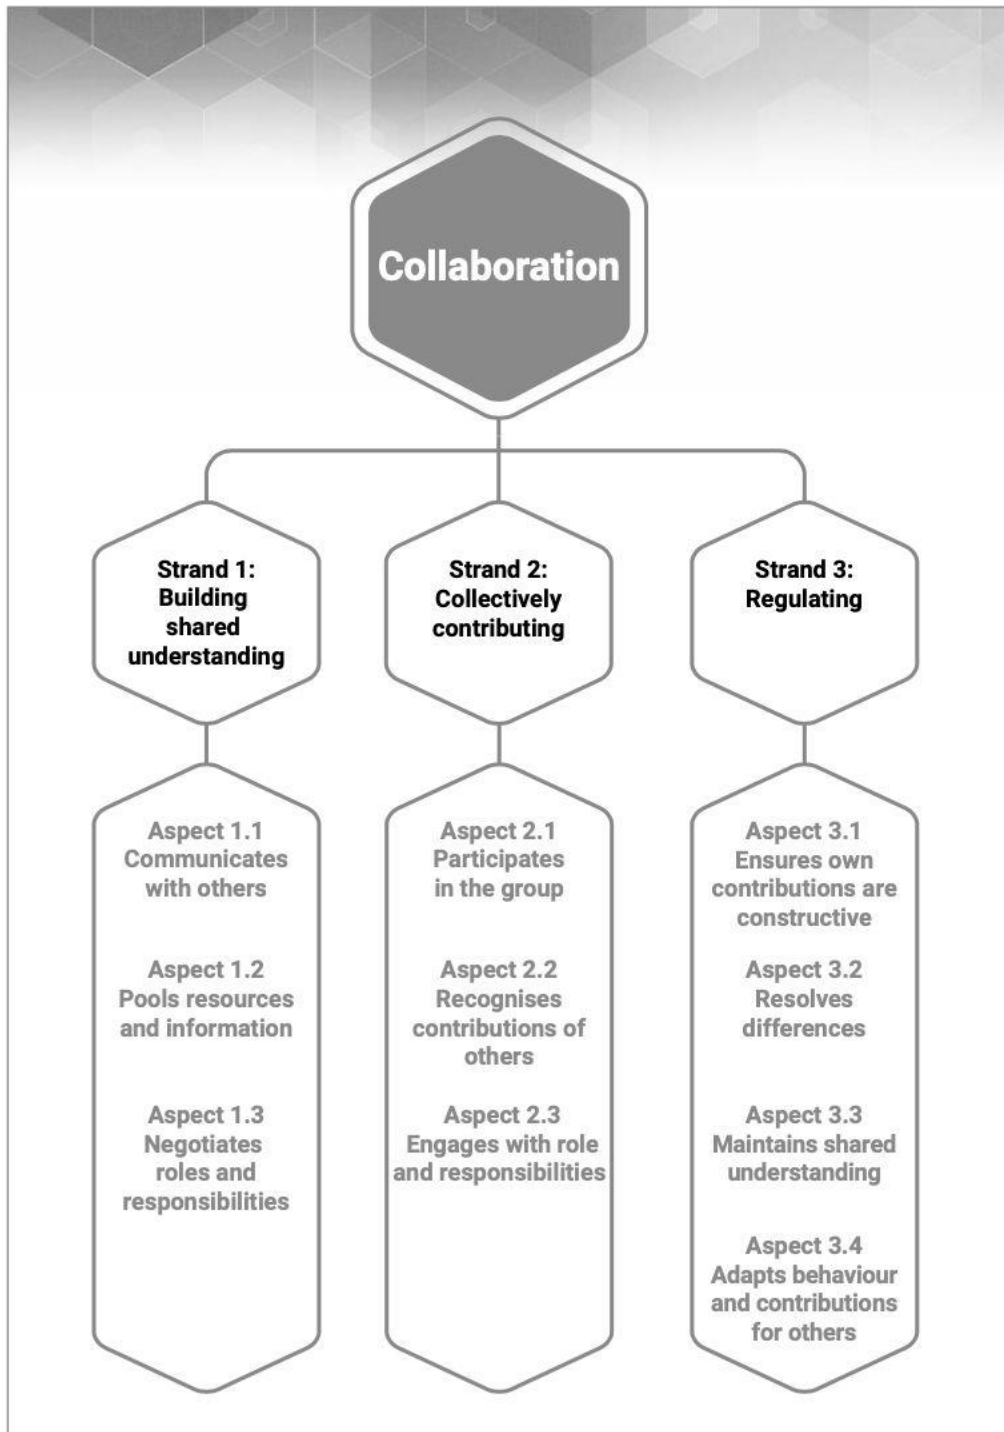 Collaboration
Strand 1:
Building
shared
understanding
Strand 2:
Collectively
contributing
Strand 3:
Regulating
Aspect 1.1
Communicates
with others
Aspect 1.2
Pools resources
and information
Aspect 1.3
Negotiates
roles and
responsibilities
Aspect 2.1
Participates
in the group
Aspect 2.2
Recognises
contributions of
others
Aspect 2.3
Engages with role
and responsibilities
Aspect 3.1
Ensures own
contributions are
constructive
Aspect 3.2
Resolves
differences
Aspect 3.3
Maintains shared
understanding
Aspect 3.4
Adapts behaviour
and contributions
for others